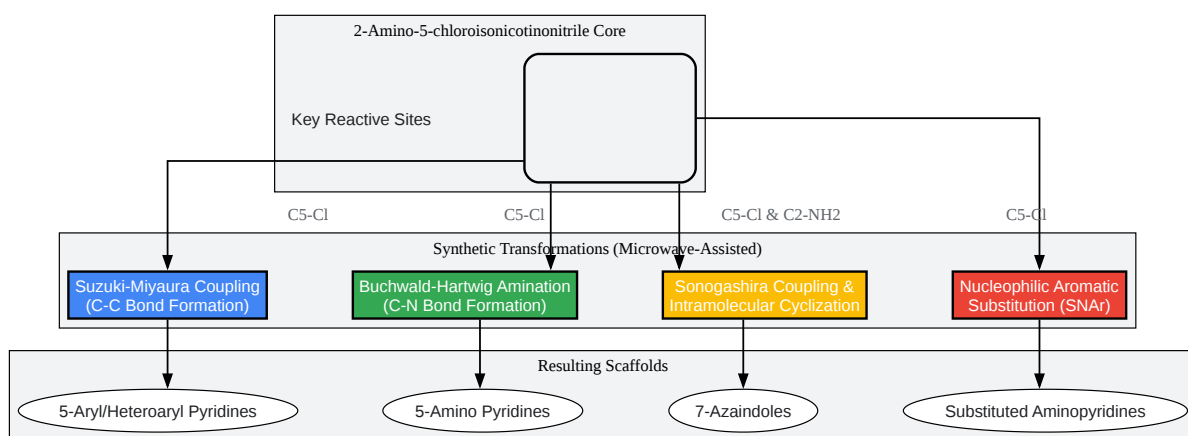 2-Amino-5-chloroisonicotinonitrile Core
Key Reactive Sites
C5-Cl
C5-Cl
C5-Cl & C2-NH2
C5-Cl
Synthetic Transformations (Microwave-Assisted)
Suzuki-Miyaura Coupling
(C-C Bond Formation)
Buchwald-Hartwig Amination
(C-N Bond Formation)
Sonogashira Coupling &
Intramolecular Cyclization
Nucleophilic Aromatic
Substitution (SNAr)
Resulting Scaffolds
5-Aryl/Heteroaryl Pyridines
5-Amino Pyridines
7-Azaindoles
Substituted Aminopyridines